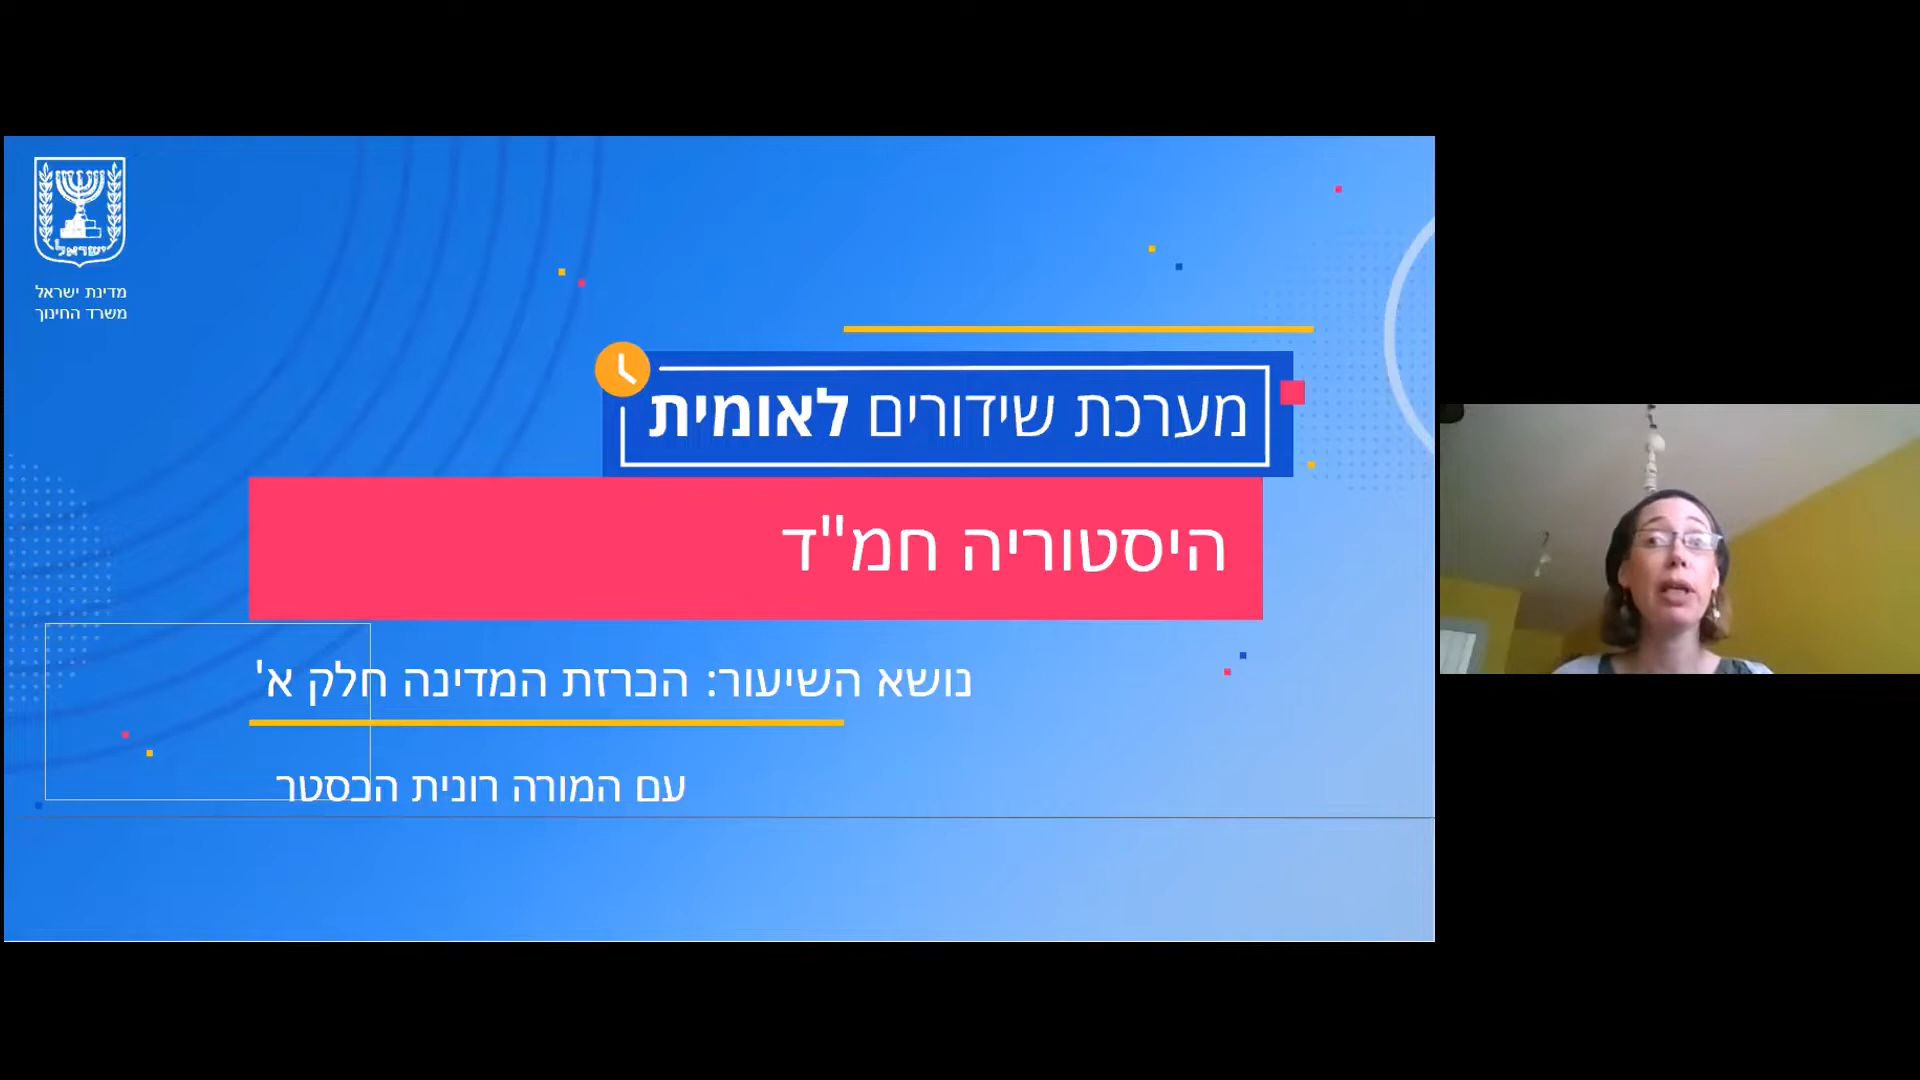 ישראל
מדינת ישראל
משרד החינוך
מערכת שידורים לאומית
היסטוריה חמ"ד
נושא השיעור: הכרזת המדינה חלק א'
עם המורה רונית הכסטר